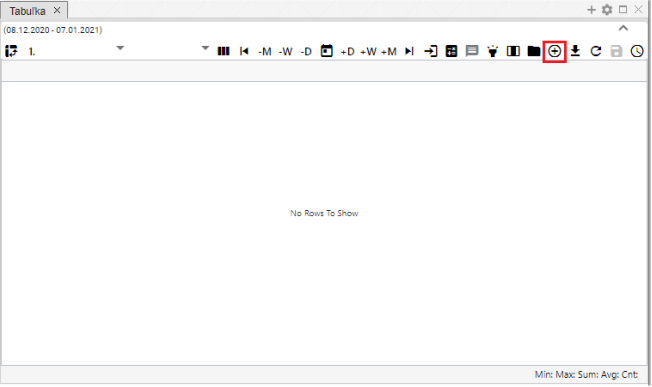 Tabuľka
(08.12.2020 - 07.01.2021)
1. -M -W -D +D +W +M
No Rows To Show
Min: Max: Sum: Avg: Cnt: